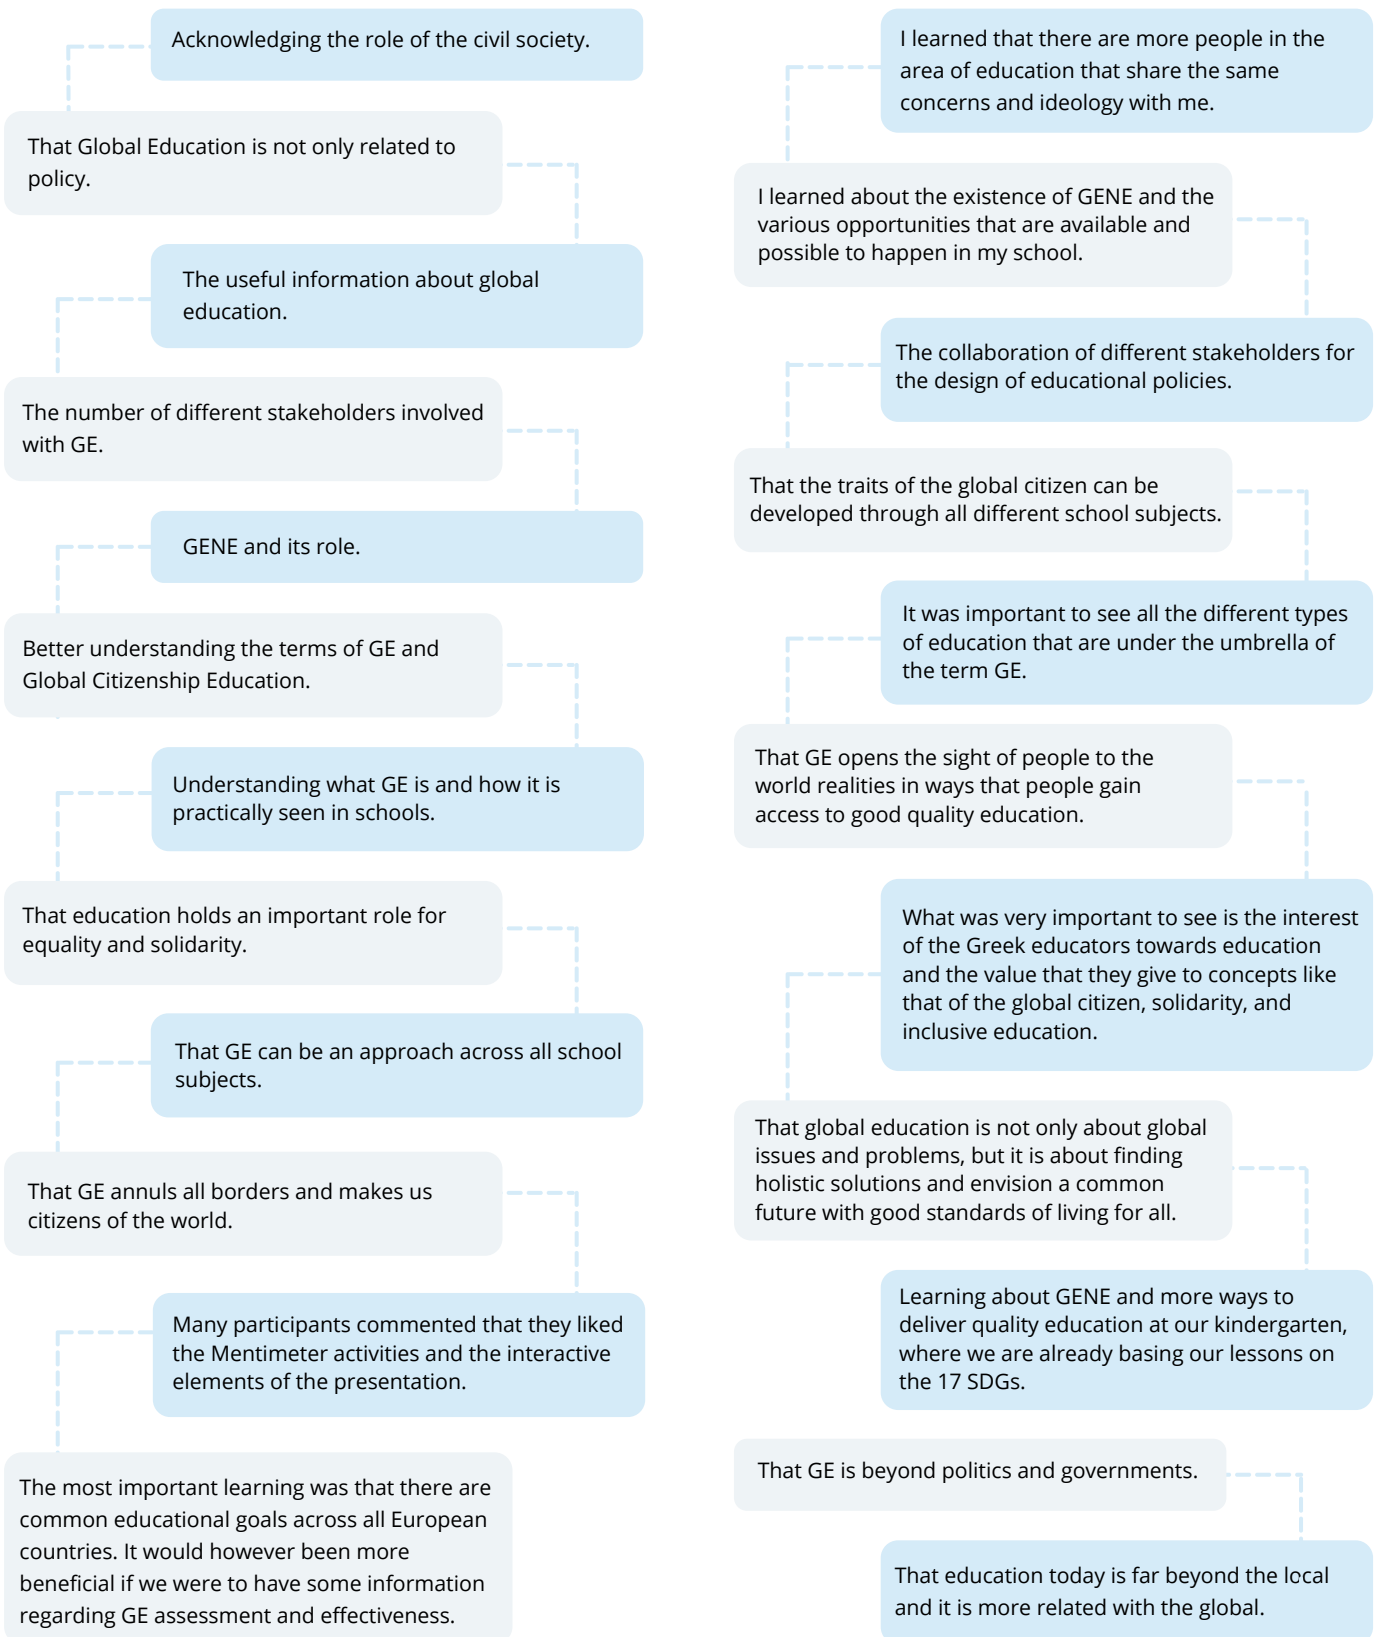 Acknowledging the role of the civil society.
That Global Education is not only related to
policy.
The useful information about global
education.
The number of different stakeholders involved
with GE.
GENE and its role.
Better understanding the terms of GE and
Global Citizenship Education.
Understanding what GE is and how it is
practically seen in schools.
That education holds an important role for
equality and solidarity.
That GE can be an approach across all school
subjects.
That GE annuls all borders and makes us
citizens of the world.
Many participants commented that they liked
the Mentimeter activities and the interactive
elements of the presentation.
The most important learning was that there are
common educational goals across all European
countries. It would however been more
beneficial if we were to have some information
regarding GE assessment and effectiveness.
I learned that there are more people in the
area of education that share the same
concerns and ideology with me.
I learned about the existence of GENE and the
various opportunities that are available and
possible to happen in my school.
The collaboration of different stakeholders for
the design of educational policies.
That the traits of the global citizen can be
developed through all different school subjects.
It was important to see all the different types
of education that are under the umbrella of
the term GE.
That GE opens the sight of people to the
world realities in ways that people gain
access to good quality education.
What was very important to see is the interest
of the Greek educators towards education
and the value that they give to concepts like
that of the global citizen, solidarity, and
inclusive education.
That global education is not only about global
issues and problems, but it is about finding
holistic solutions and envision a common
future with good standards of living for all.
Learning about GENE and more ways to
deliver quality education at our kindergarten,
where we are already basing our lessons on
the 17 SDGs.
That GE is beyond politics and governments.
That education today is far beyond the local
and it is more related with the global.